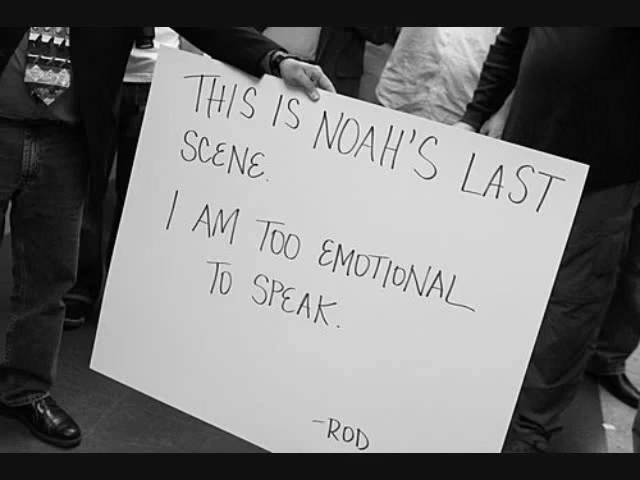 THIS IS NOAH'S LAST
SCENE.
I AM TOO EMOTIONAL
TO SPEAK.
-ROD